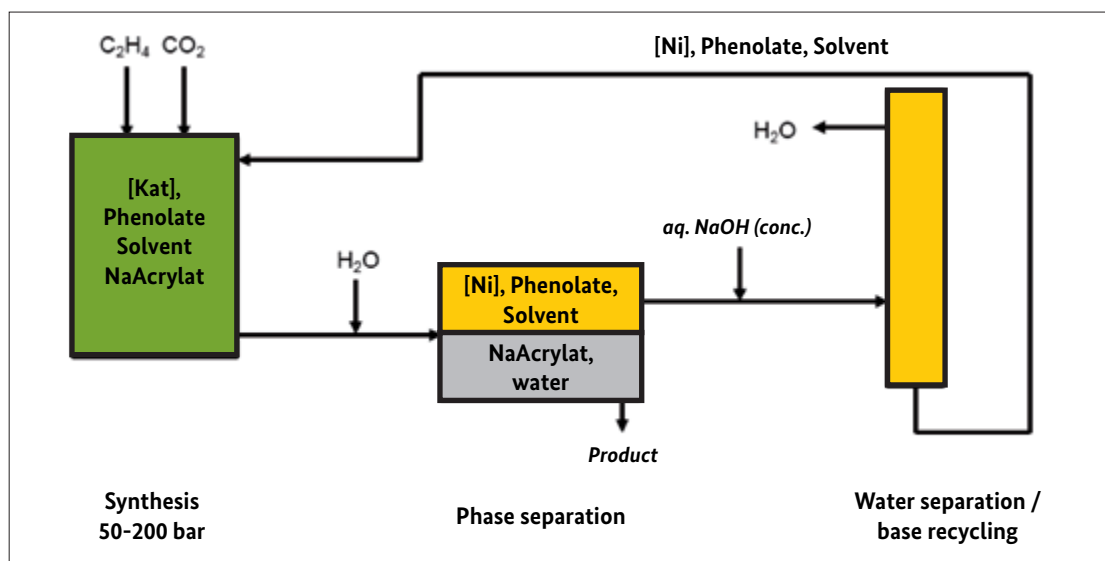 C₂H₄ CO₂
[Ni], Phenolate, Solvent
H₂O
[Kat],
Phenolate
Solvent
NaAcrylat
aq. NaOH (conc.)
H₂O
[Ni], Phenolate,
Solvent
NaAcrylat,
water
Product
Synthesis
50-200 bar
Phase separation
Water separation /
base recycling